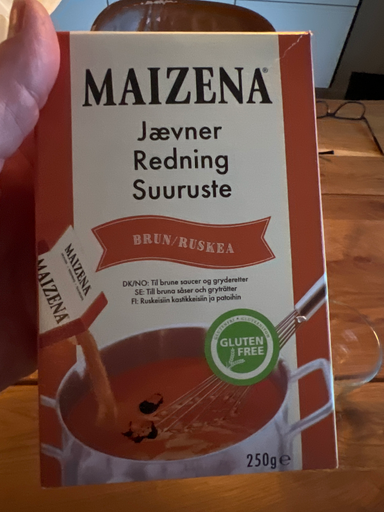 MAIZENA®
Jævner
Redning
Suuruste
BRUN/RUSKEA
DK/NO: Til brune saucer og gryderetter
SE: Till bruna såser och gryträtter
FI: Ruskeisiin kastikkeisiin ja patoihin
MAIZENA
MAIZENA
GLUTEN
FREE
250g e